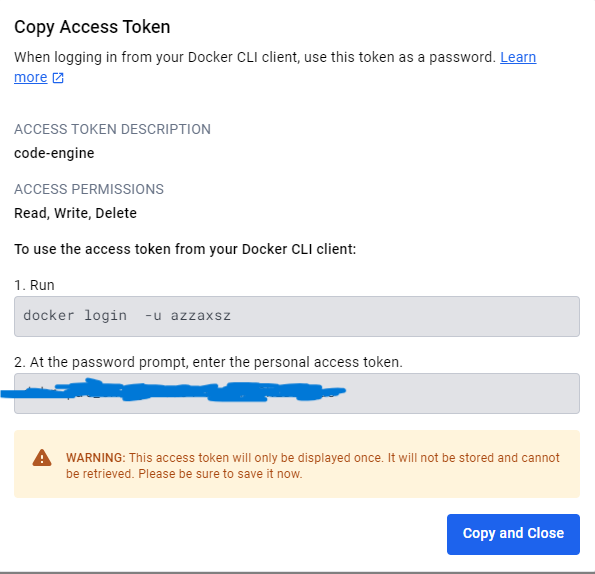 Copy Access Token
When logging in from your Docker CLI client, use this token as a password. Learn
more
ACCESS TOKEN DESCRIPTION
code-engine
ACCESS PERMISSIONS
Read, Write, Delete
To use the access token from your Docker CLI client:
1. Run
docker login  -u azzaxsz
2. At the password prompt, enter the personal access token.
WARNING: This access token will only be displayed once. It will not be stored and cannot
be retrieved. Please be sure to save it now.
Copy and Close